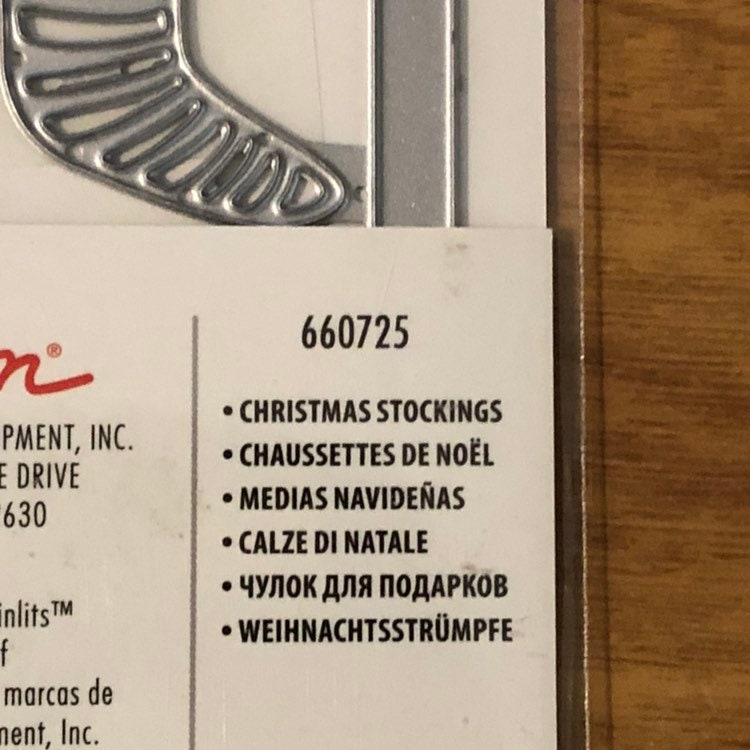 660725
• CHRISTMAS STOCKINGS
• CHAUSSETTES DE NOËL
• MEDIAS NAVIDEÑAS
• CALZE DI NATALE
• ЧУЛОК ДЛЯ ПОДАРКОВ
• WEIHNACHTSSTRÜMPFE
n®
PMENT, INC.
E DRIVE
630
inlits™
f
marcas de
ment, Inc.